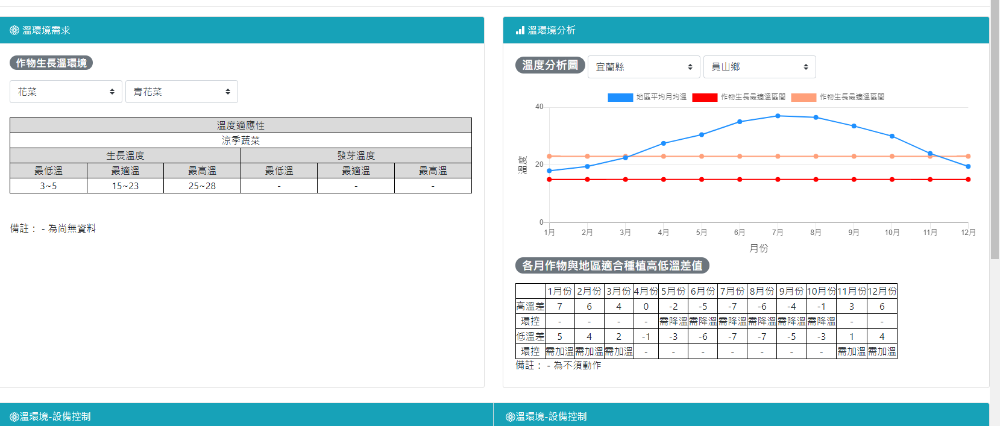 溫環境需求
作物生長溫環境
花菜 青花菜
溫度適應性
涼季蔬菜
生長溫度 發芽溫度
最低溫 最適溫 最高溫 最低溫 最適溫 最高溫
3~5 15~23 25~28 - - -
備註： - 為尚無資料
溫環境分析
溫度分析圖 宜蘭縣 員山鄉
地區平均月均溫 作物生長最適溫區間 作物生長最適溫區間
40
20
0
溫度
1月 2月 3月 4月 5月 6月 7月 8月 9月 10月 11月 12月
月份
各月作物與地區適合種植高低溫差值
1月份 2月份 3月份 4月份 5月份 6月份 7月份 8月份 9月份 10月份 11月份 12月份
高溫差 7 6 4 0 -2 -5 -7 -6 -4 -1 3 6
環控 - - - - 需降溫 需降溫 需降溫 需降溫 需降溫 需降溫 - -
低溫差 5 4 2 -1 -3 -6 -7 -7 -5 -3 1 4
環控 需加溫 需加溫 需加溫 - - - - - - - 需加溫 需加溫
備註： - 為不須動作
溫環境-設備控制
溫環境-設備控制